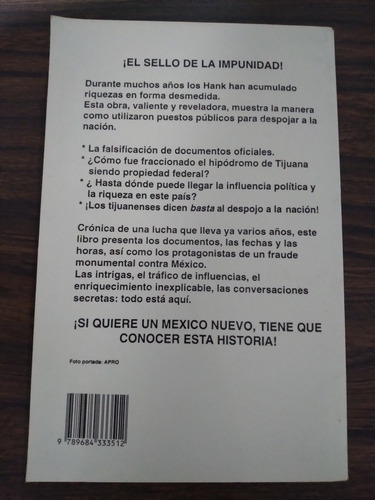 ¡EL SELLO DE LA IMPUNIDAD!
Durante muchos años los Hank han acumulado
riquezas en forma desmedida.
Esta obra, valiente y reveladora, muestra la manera
como utilizaron puestos públicos para despojar a la
nación.
* La falsificación de documentos oficiales.
* ¿Cómo fue fraccionado el hipódromo de Tijuana
siendo propiedad federal?
* ¿ Hasta dónde puede llegar la influencia política y
la riqueza en este país?
* ¡Los tijuanenses dicen basta al despojo a la nación!
Crónica de una lucha que lleva ya varios años, este
libro presenta los documentos, las fechas y las
horas, así como los protagonistas de un fraude
monumental contra México.
Las intrigas, el tráfico de influencias, el
enriquecimiento inexplicable, las conversaciones
secretas: todo está aquí.
¡SI QUIERE UN MEXICO NUEVO, TIENE QUE
CONOCER ESTA HISTORIA!
Foto portada: APRO
9 789684 333512